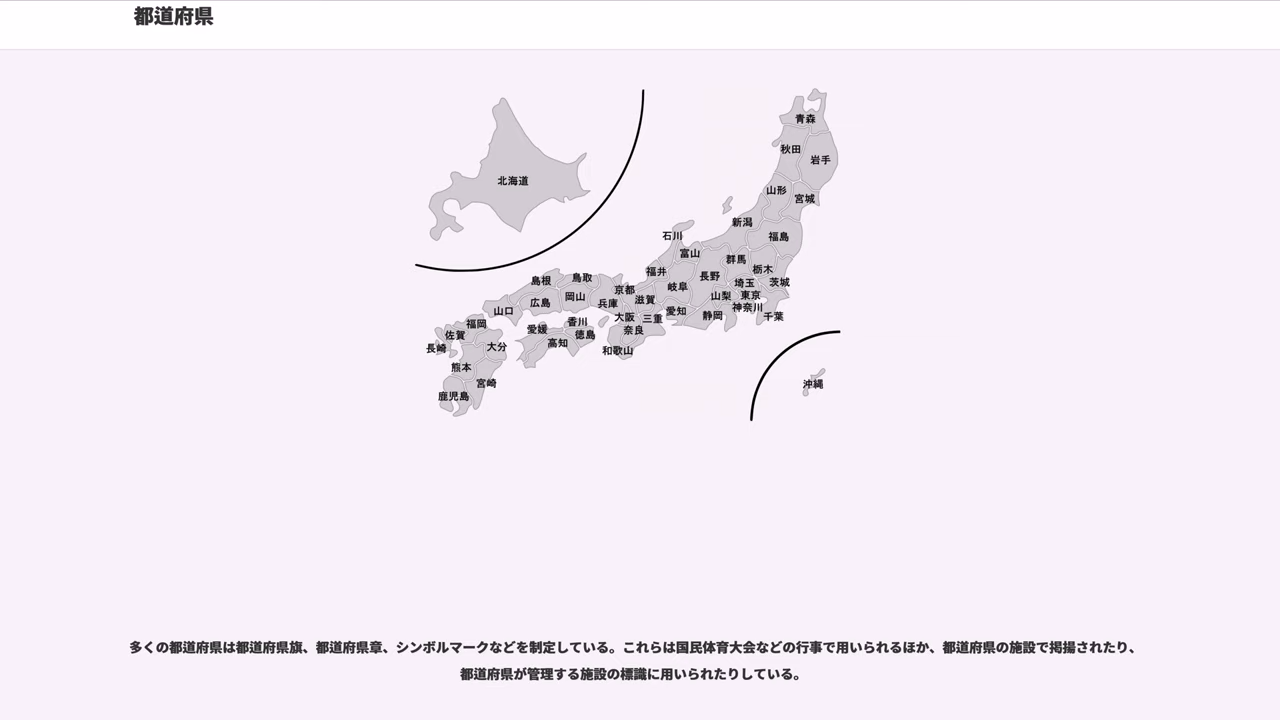 都道府県
青森
秋田
岩手
北海道
山形
宮城
新潟
石川
福島
富山
群馬
福井
栃木
長野
島根
鳥取
埼玉
茨城
岐阜
京都
岡山
山梨
東京
滋賀
広島
兵庫
神奈川
山口
愛知
静岡
千葉
大阪
三重
香川
福岡
愛媛
奈良
佐賀
徳島
高知
長崎
大分
和歌山
熊本
宮崎
沖縄
鹿児島
多くの都道府県は都道府県旗、都道府県章、シンボルマークなどを制定している。これらは国民体育大会などの行事で用いられるほか、都道府県の施設で掲揚されたり、
都道府県が管理する施設の標識に用いられたりしている。